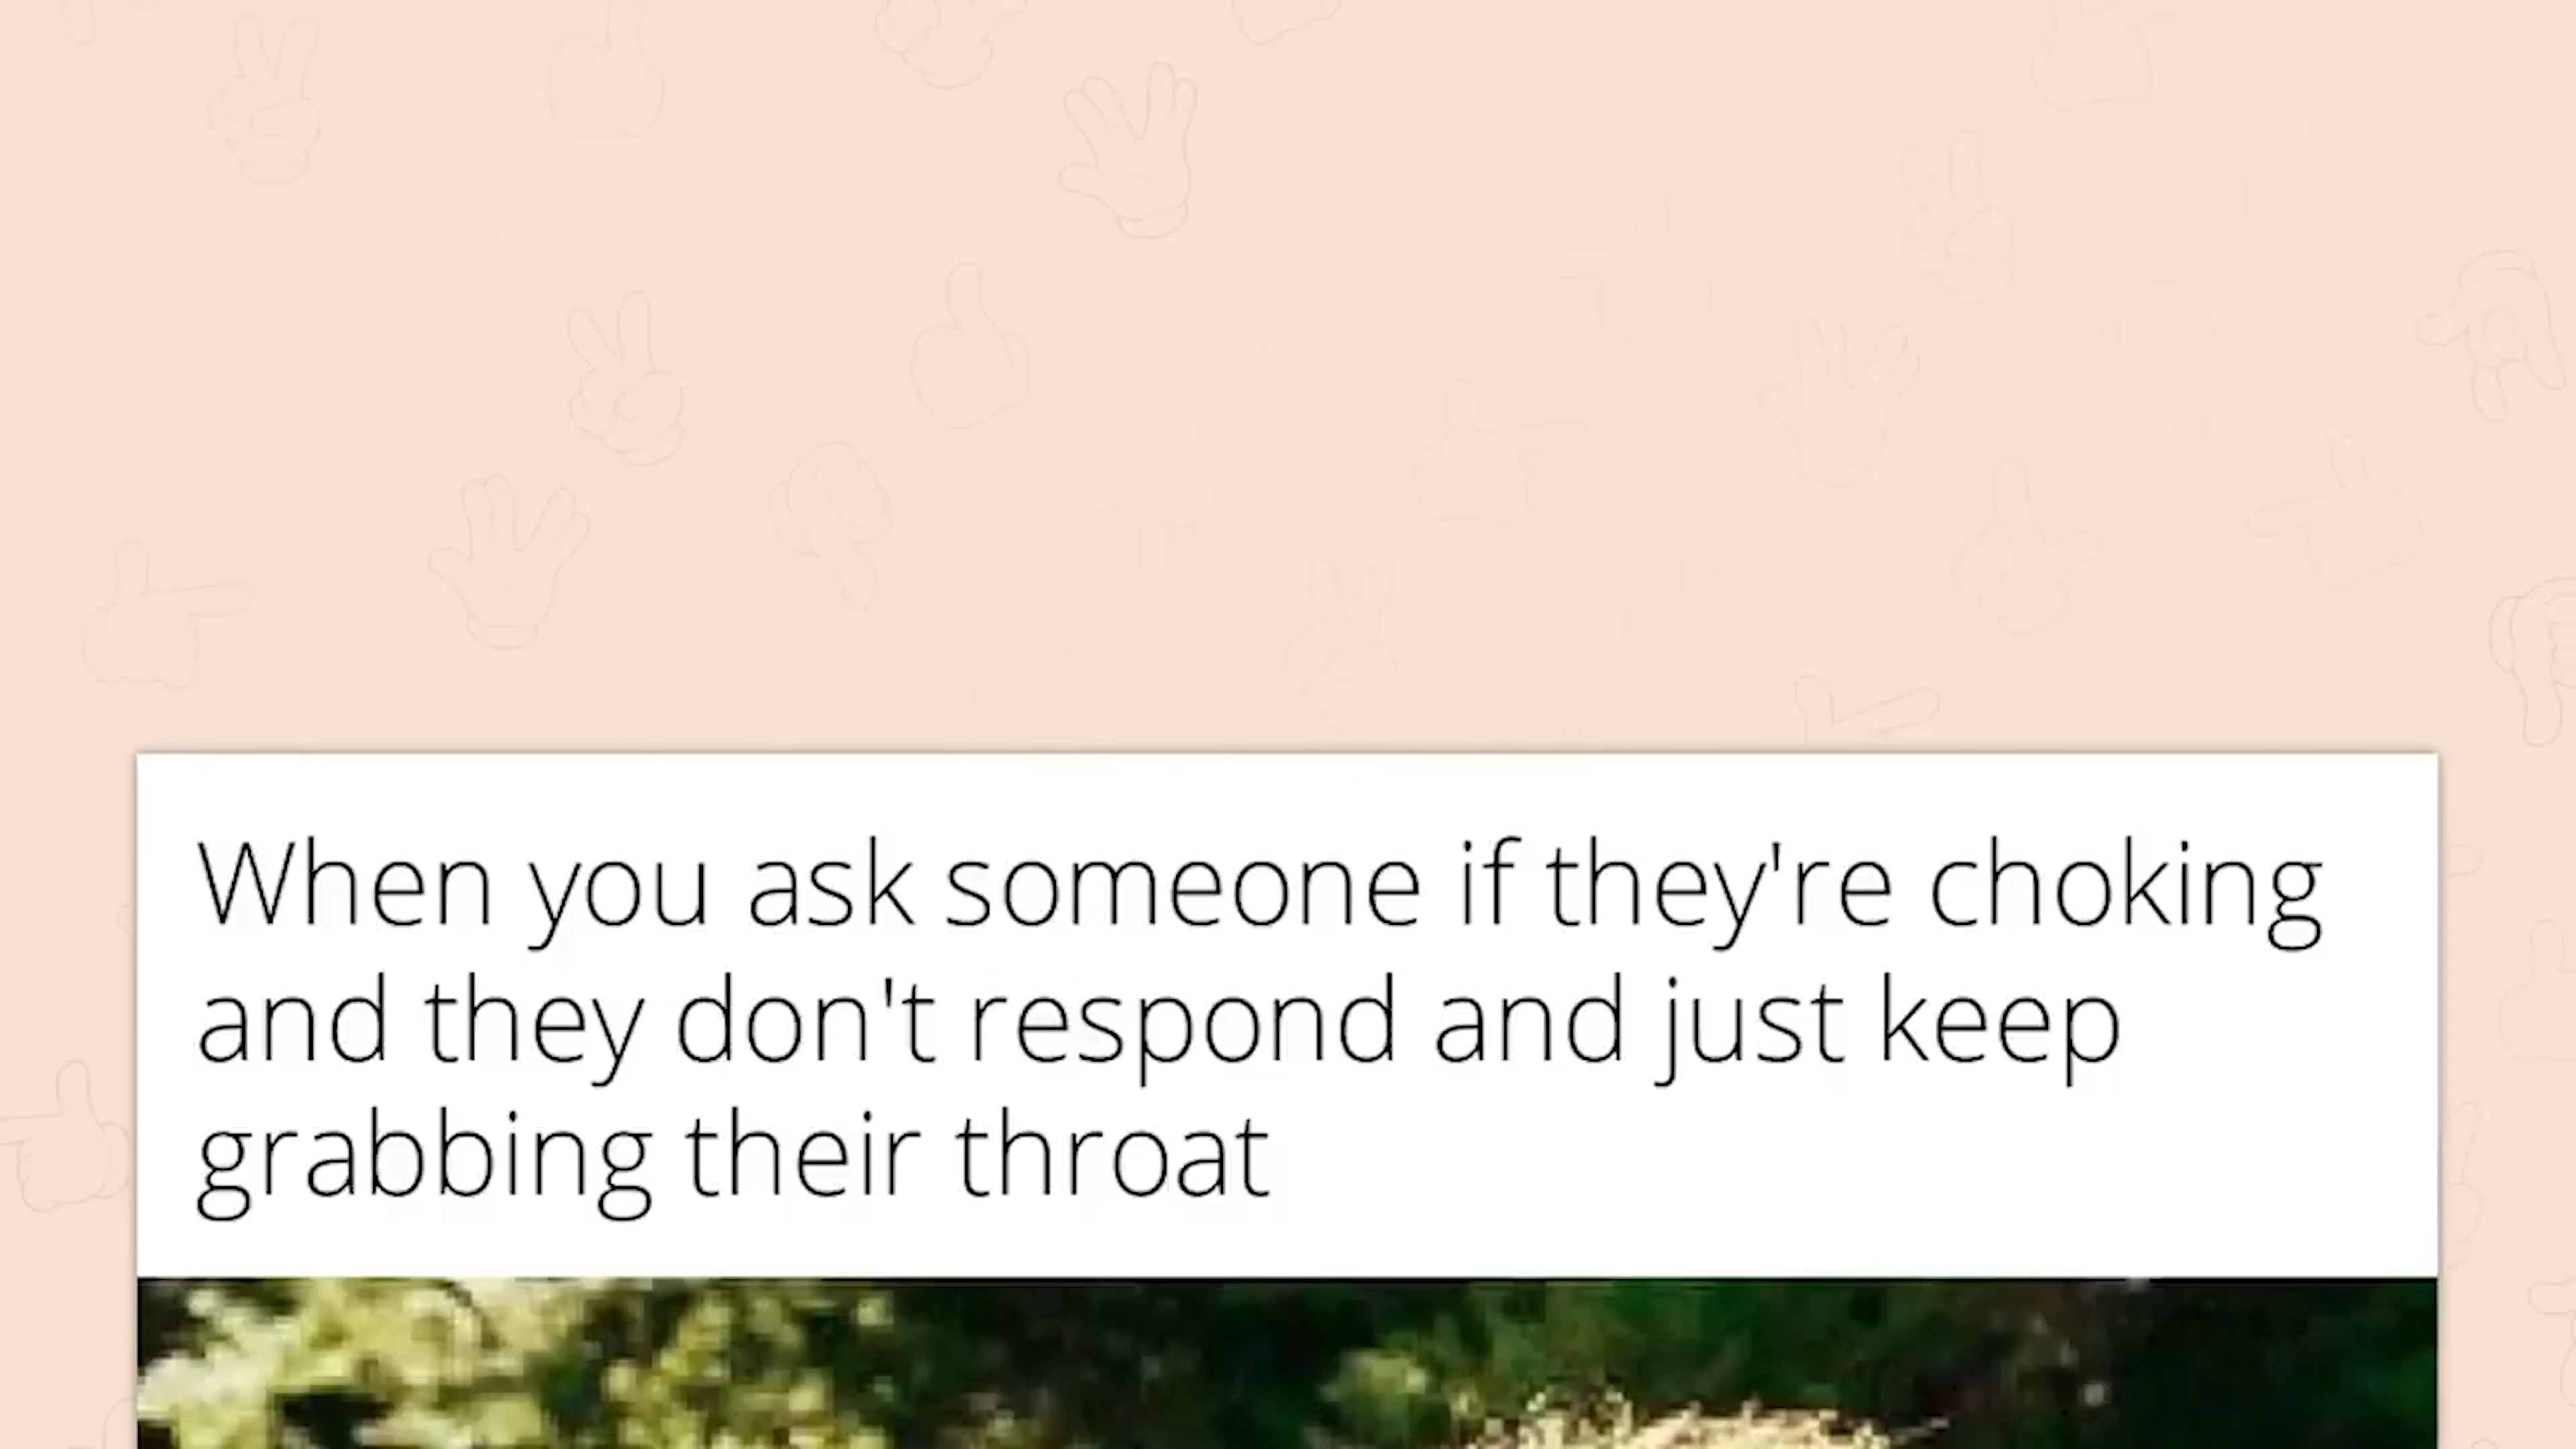 When you ask someone if they're choking
and they don't respond and just keep
grabbing their throat